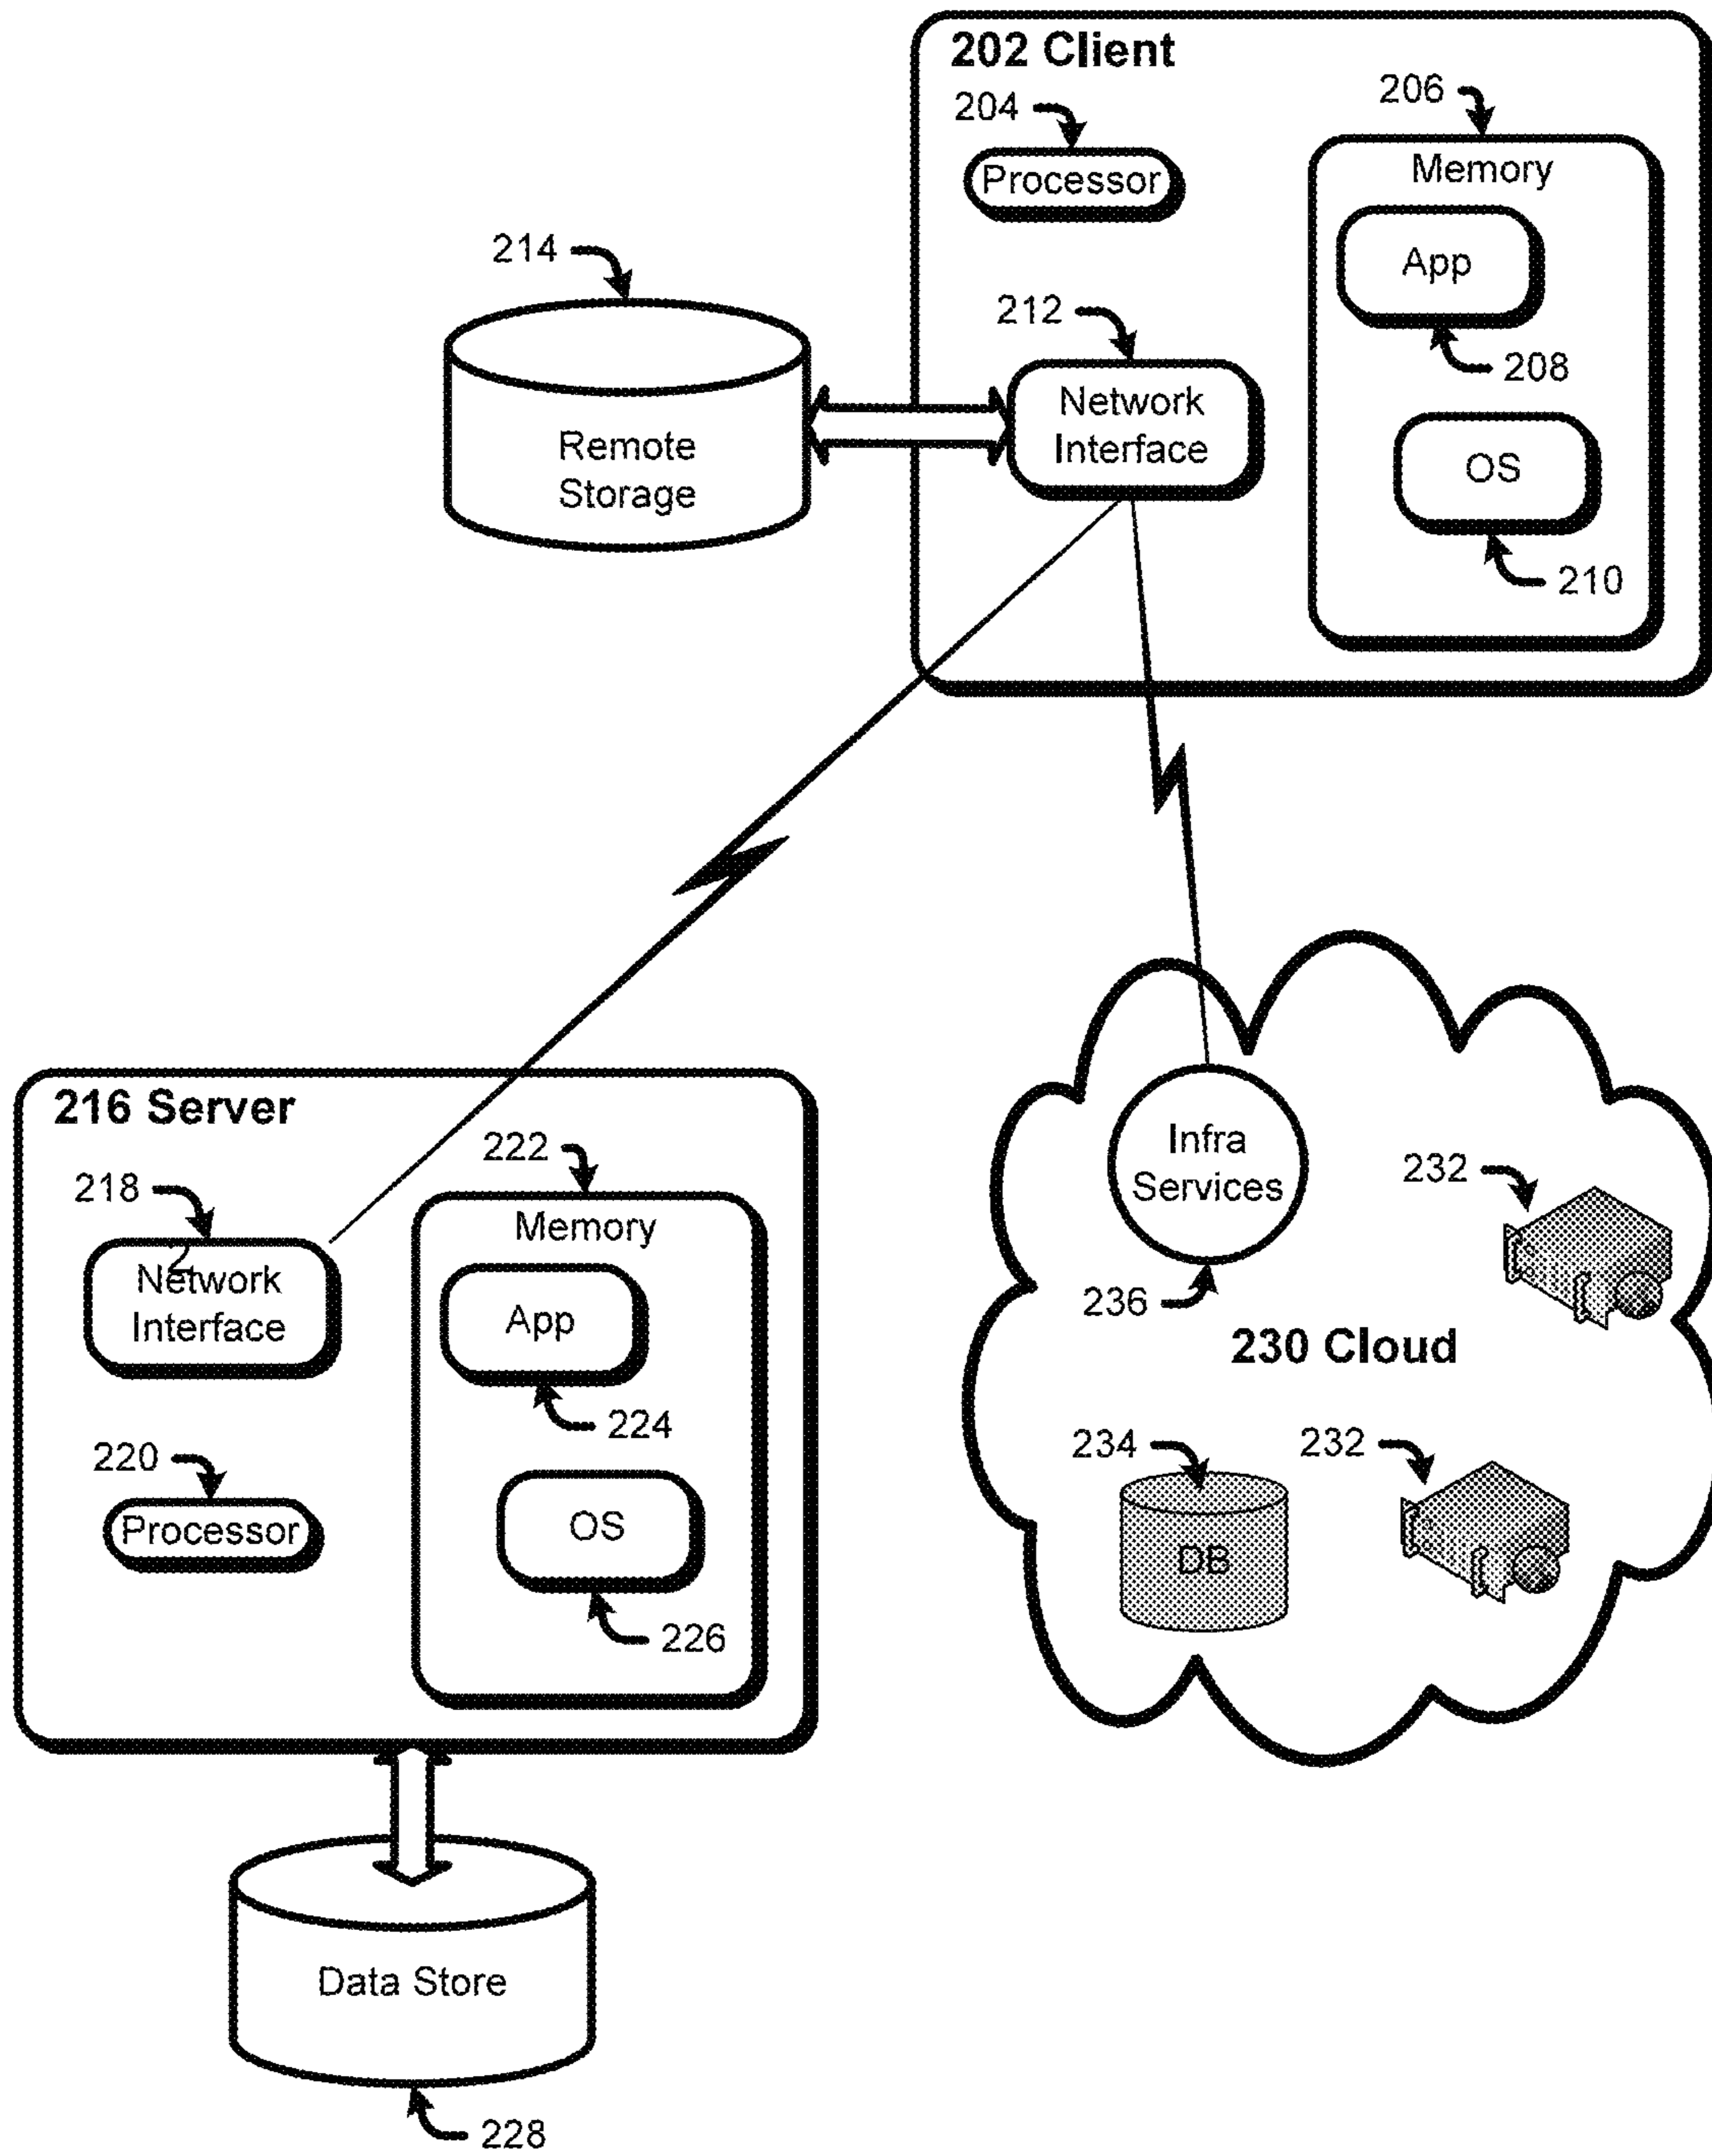 202 Client
204
206
Processor
Memory
App
208
214
212
Network
Interface
Remote
Storage
OS
210
216 Server
218
222
2
Network
Interface
Memory
App
224
220
Processor
OS
226
Infra
Services
236
232
230 Cloud
234
232
DB
Data Store
228